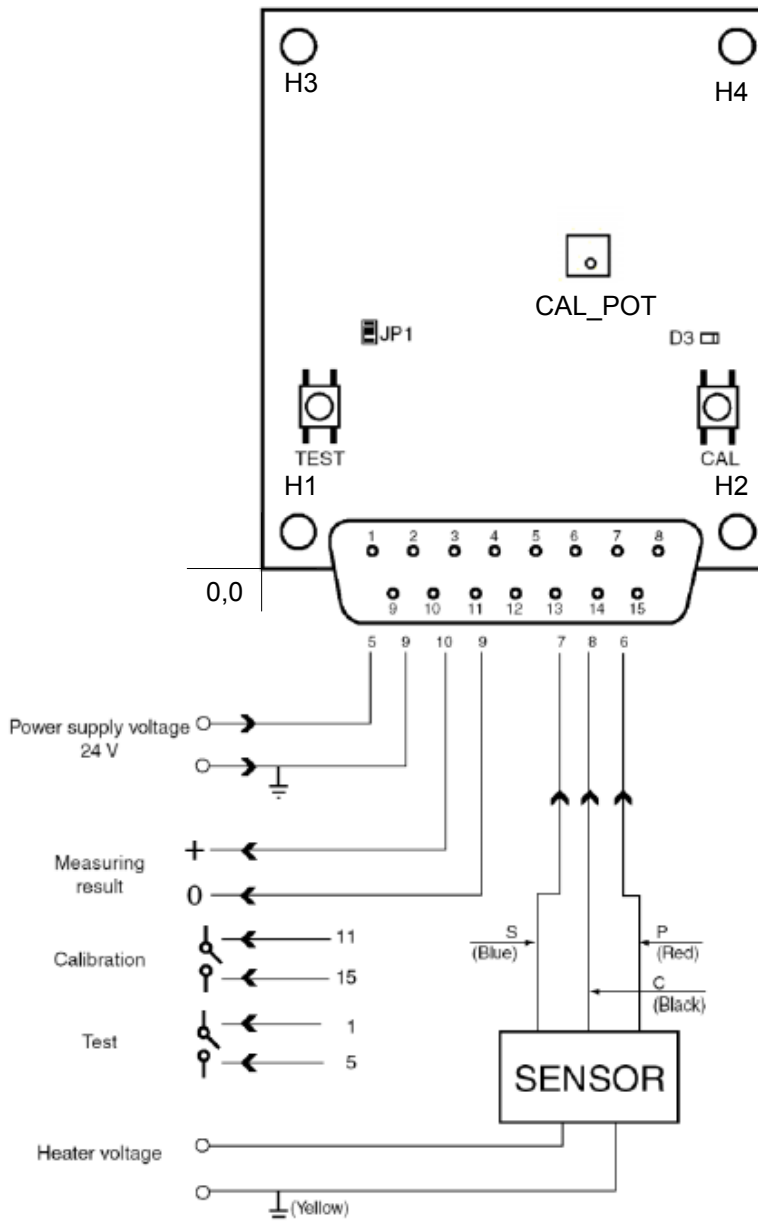 H3
H4
CAL_POT
JP1
D3
TEST
CAL
H1
H2
1 2 3 4 5 6 7 8
0,0
9 10 11 12 13 14 15
5 9 10 9 7 8 6
Power supply voltage
24 V
Measuring
result
+
0
S
(Blue)
P
(Red)
C
(Black)
Calibration
11
15
Test
1
5
SENSOR
Heater voltage
(Yellow)